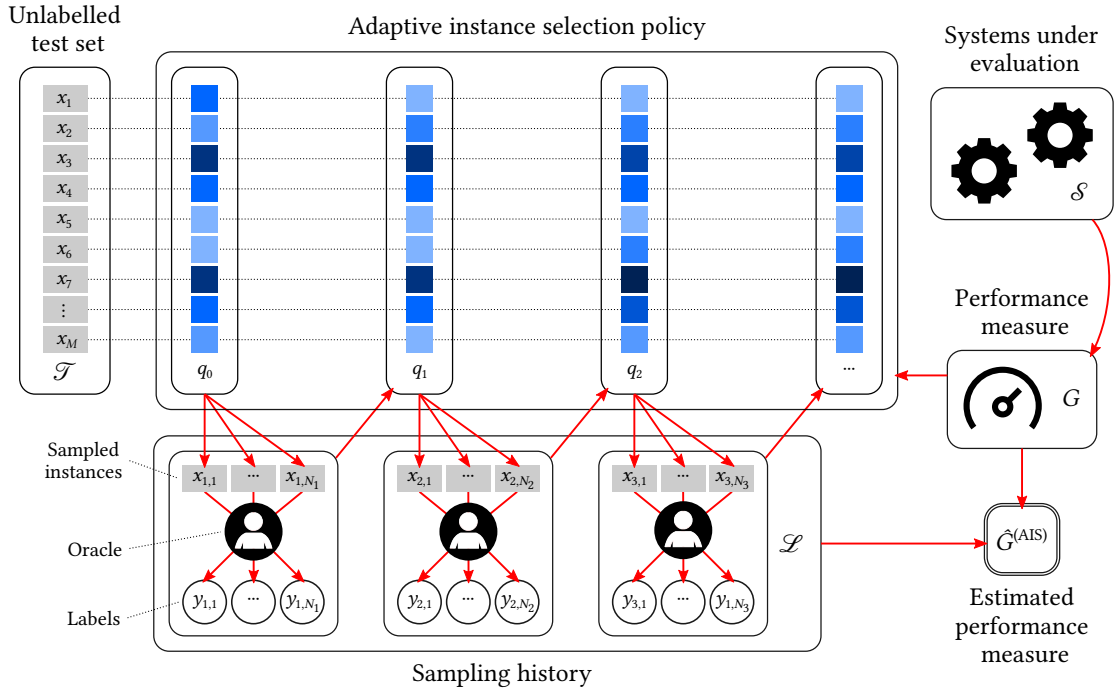 Unlabelled
test set
Adaptive instance selection policy
Systems under
evaluation
x₁
x₂
x₃
x₄
x₅
x₆
x₇
⋮
x_M
𝒯
q₀
q₁
q₂
...
𝒮
Performance
measure
G
Sampled
instances
x₁,₁ ... x₁,N₁
x₂,₁ ... x₂,N₂
x₃,₁ ... x₃,N₃
Oracle
ℒ
Ĝ(AIS)
Labels
y₁,₁ ... y₁,N₁
y₂,₁ ... y₂,N₂
y₃,₁ ... y₁,N₃
Estimated
performance
measure
Sampling history